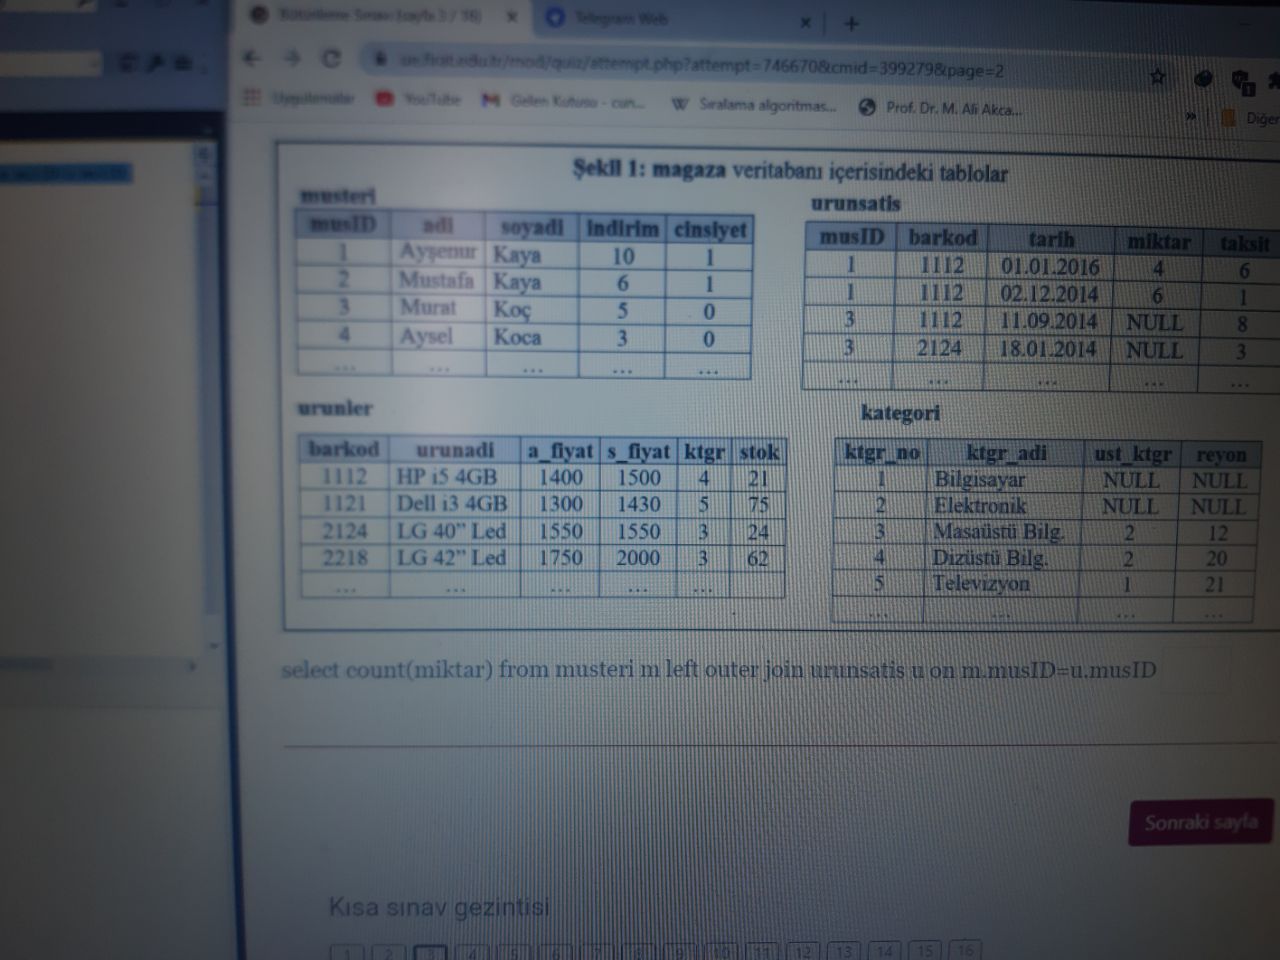 Bütünleme Sınavı (sayfa 3 / 16)
Telegram Web
ue.firat.edu.tr/mod/quiz/attempt.php?attempt=746670&cmid=399279&page=2
Uygulamalar
YouTube
Gelen Kutusu - cun...
Sıralama algoritmas...
Prof. Dr. M. Ali Akca...
»
Diğer
Şekil 1: magaza veritabanı içerisindeki tablolar
musteri
musID adi soyadi indirim cinsiyet
1 Ayşenur Kaya 10 1
2 Mustafa Kaya 6 1
3 Murat Koç 5 0
4 Aysel Koca 3 0
... ... ... ... ...
urunsatis
musID barkod tarih miktar taksit
1 1112 01.01.2016 4 6
1 1112 02.12.2014 6 1
3 1112 11.09.2014 NULL 8
3 2124 18.01.2014 NULL 3
... ... ... ... ...
urunler
barkod urunadi a_fiyat s_fiyat ktgr stok
1112 HP i5 4GB 1400 1500 4 21
1121 Dell i3 4GB 1300 1430 5 75
2124 LG 40" Led 1550 1550 3 24
2218 LG 42" Led 1750 2000 3 62
... ... ... ... ...
kategori
ktgr_no ktgr_adi ust_ktgr reyon
1 Bilgisayar NULL NULL
2 Elektronik NULL NULL
3 Masaüstü Bilg. 2 12
4 Dizüstü Bilg. 2 20
5 Televizyon 1 21
... ... ... ...
select count(miktar) from musteri m left outer join urunsatis u on m.musID=u.musID
Sonraki sayfa
Kısa sınav gezintisi
1 2 3 4 5 6 7 8 9 10 11 12 13 14 15 16